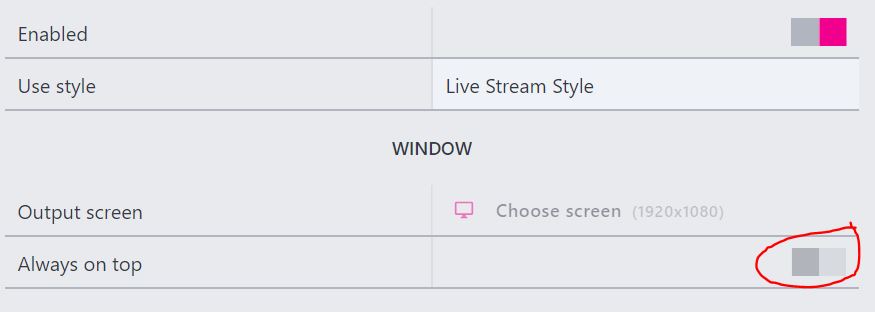 Enabled
Use style Live Stream Style
WINDOW
Output screen Choose screen (1920x1080)
Always on top